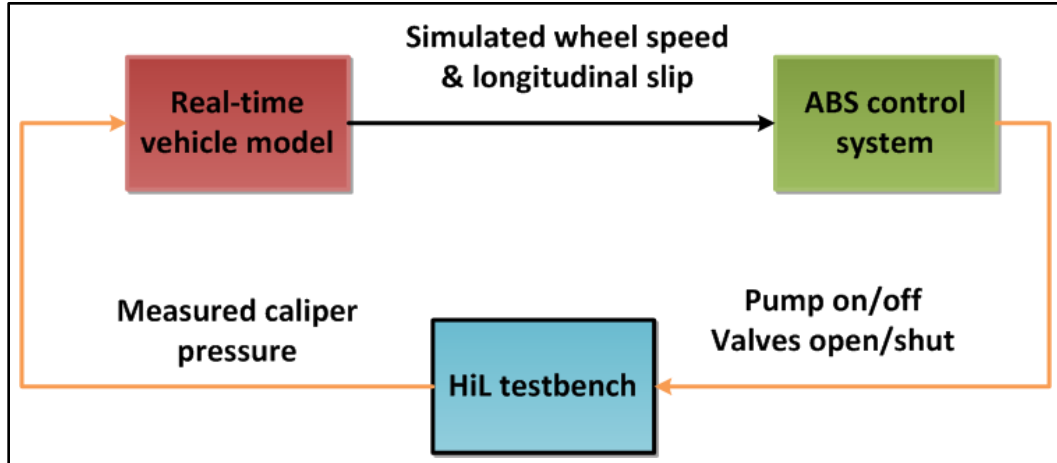 Simulated wheel speed
& longitudinal slip
Real-time
vehicle model
ABS control
system
Measured caliper
pressure
HiL testbench
Pump on/off
Valves open/shut